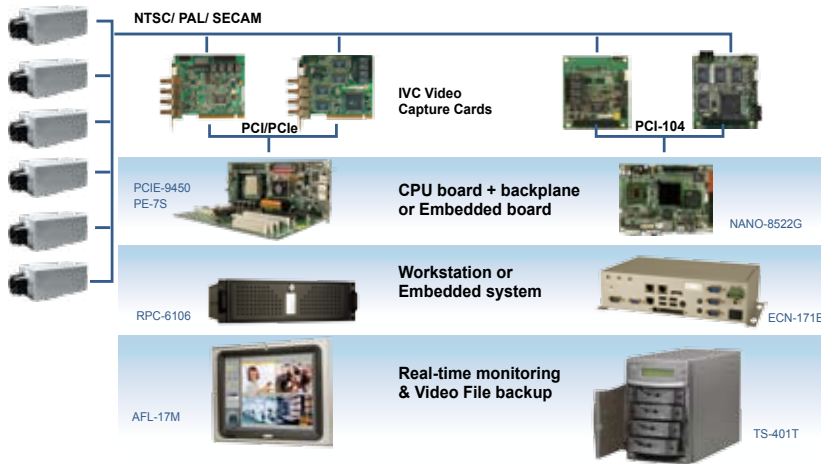 NTSC/ PAL/ SECAM
IVC Video
Capture Cards
PCI/PCIe
PCI-104
PCIE-9450
PE-7S
CPU board + backplane
or Embedded board
NANO-8522G
Workstation or
Embedded system
RPC-6106
ECN-171E
Real-time monitoring
& Video File backup
AFL-17M
TS-401T